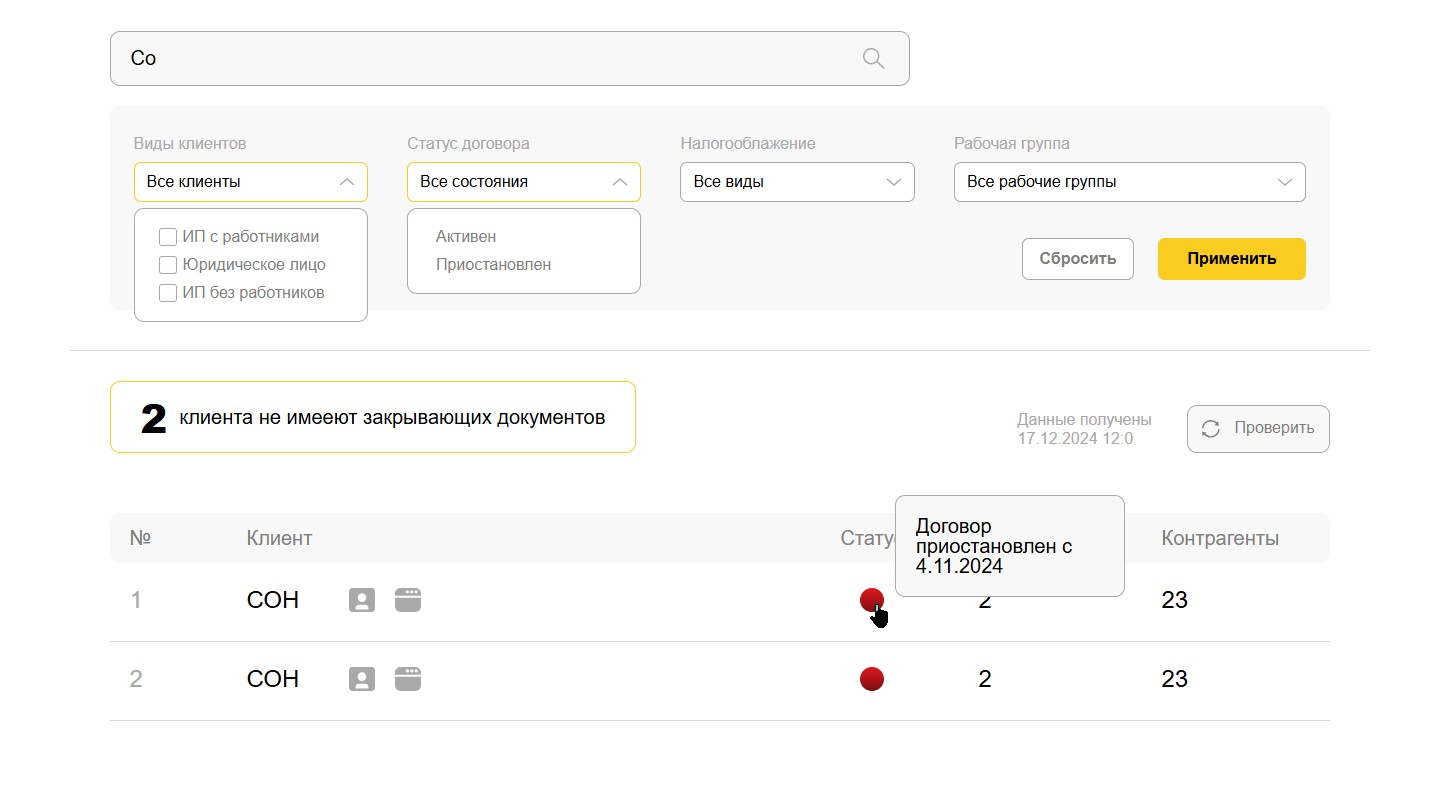 Со
Виды клиентов
Статус договора
Налогооблажение
Рабочая группа
Все клиенты
Все состояния
Все виды
Все рабочие группы
ИП с работниками
Юридическое лицо
ИП без работников
Активен
Приостановлен
Сбросить
Применить
2 клиента не имееют закрывающих документов
Данные получены
17.12.2024 12:0
Проверить
№
Клиент
Контрагенты
Договор
приостановлен с
4.11.2024
1
СОН
2
23
2
СОН
2
23